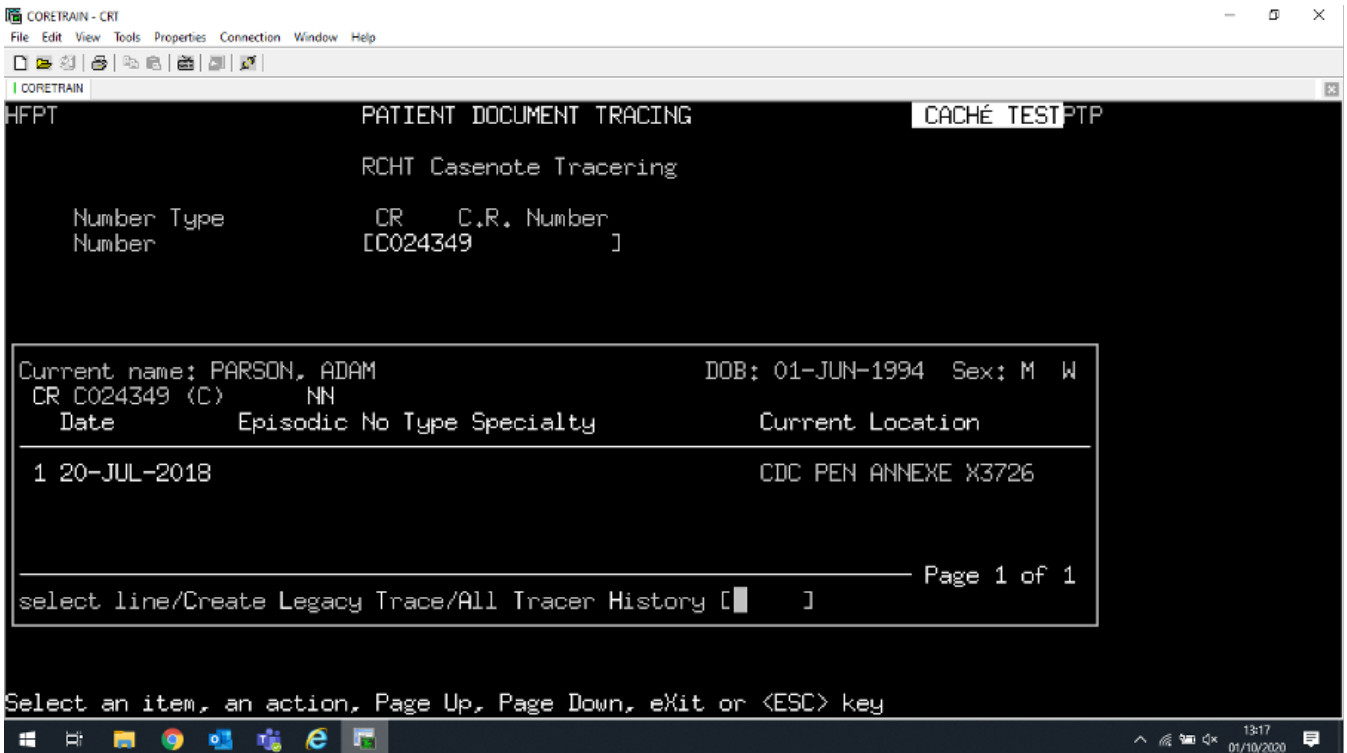 CORETRAIN - CRT
File Edit View Tools Properties Connection Window Help
CORETRAIN
HFPT PATIENT DOCUMENT TRACING CACHÉ TESTPTP
RCHT Casenote Tracering
Number Type CR C.R. Number
Number [C024349 ]
Current name: PARSON, ADAM DOB: 01-JUN-1994 Sex: M W
CR C024349 (C) NN
Date Episodic No Type Specialty Current Location
1 20-JUL-2018 CDC PEN ANNEXE X3726
Page 1 of 1
select line/Create Legacy Trace/All Tracer History [ ]
Select an item, an action, Page Up, Page Down, eXit or <ESC> key
13:17
01/10/2020